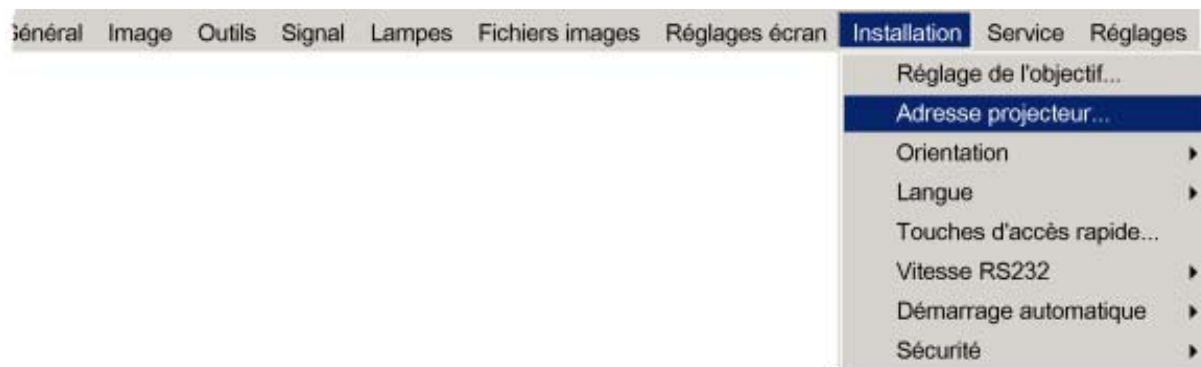 Général Image Outils Signal Lampes Fichiers images Réglages écran Installation Service Réglages
Réglage de l'objectif...
Adresse projecteur...
Orientation
Langue
Touches d'accès rapide...
Vitesse RS232
Démarrage automatique
Sécurité